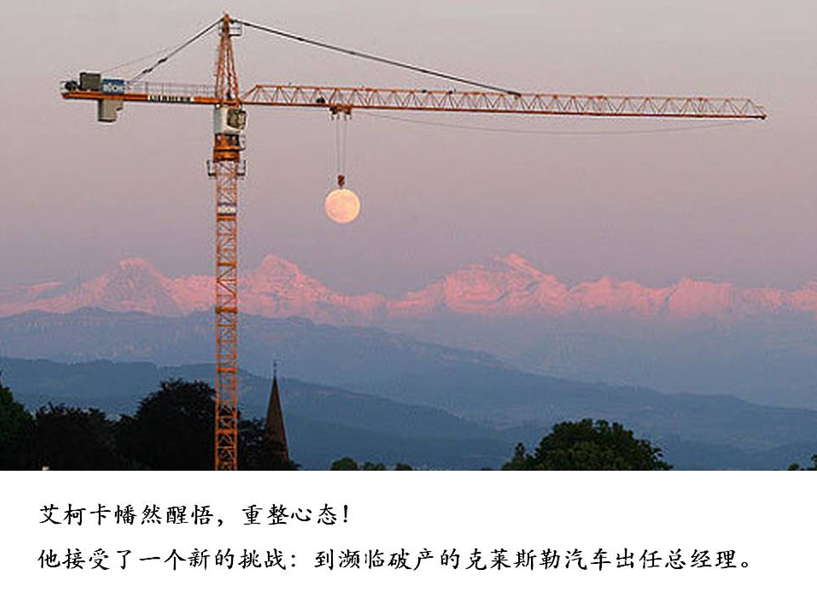 LIEBHERR
艾柯卡幡然醒悟，重整心态！
他接受了一个新的挑战：到濒临破产的克莱斯勒汽车出任总经理。